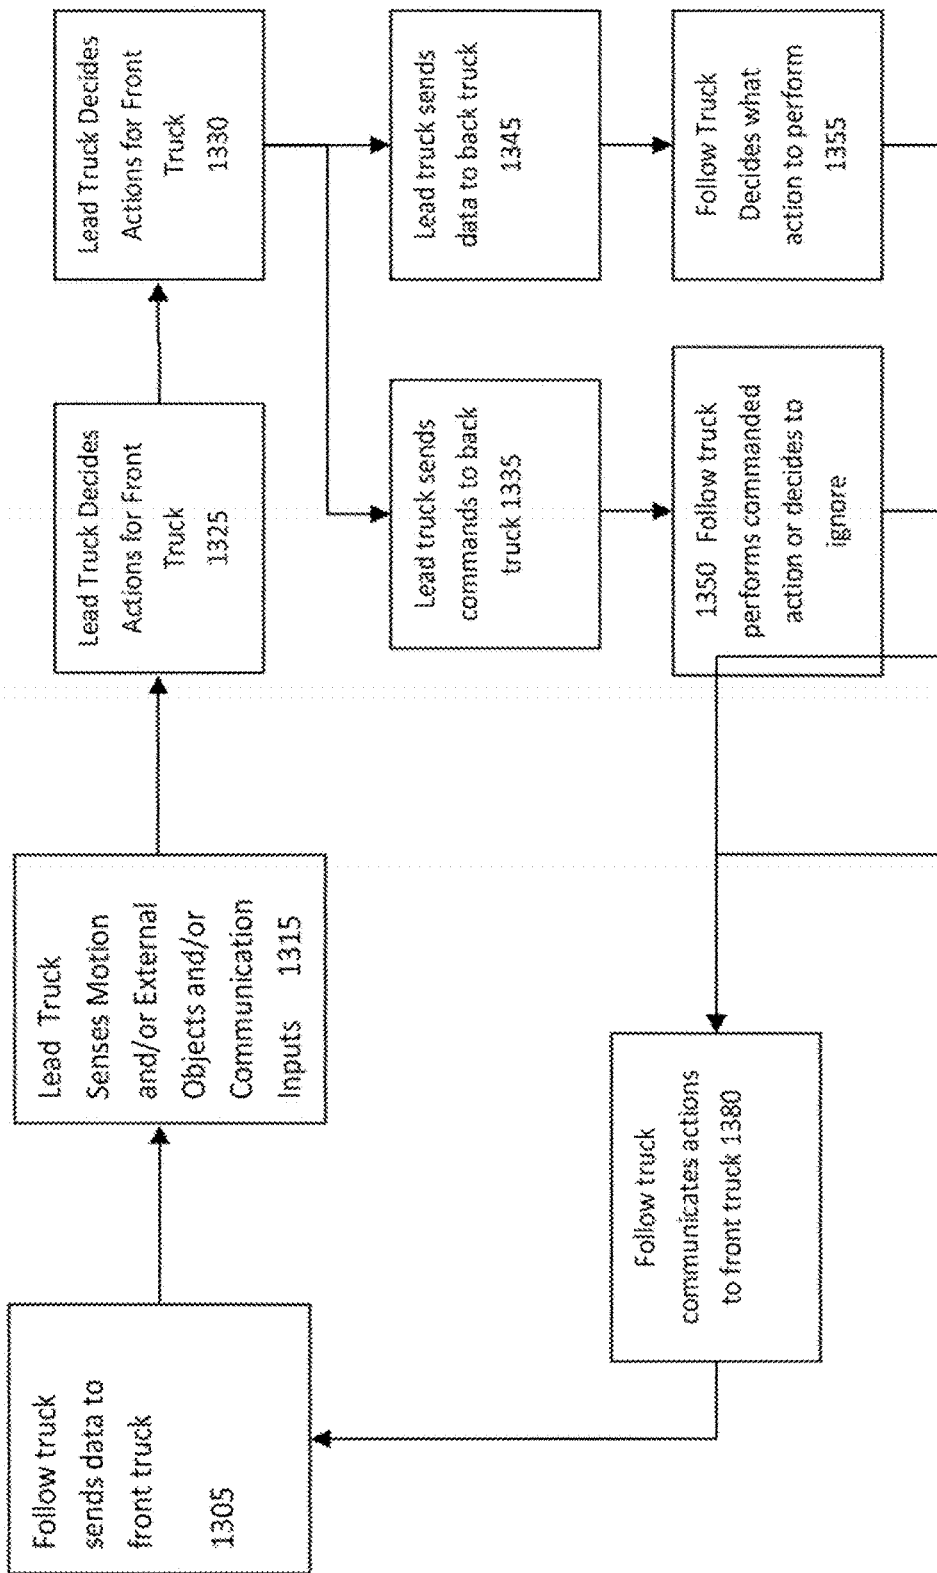 Follow truck
sends data to
front truck
1305
Lead Truck
Senses Motion
and/or External
Objects and/or
Communication
Inputs 1315
Lead Truck Decides
Actions for Front
Truck
1325
Lead Truck Decides
Actions for Front
Truck
1330
Lead truck sends
commands to back
truck 1335
Lead truck sends
data to back truck
1345
1350 Follow truck
performs commanded
action or decides to
ignore
Follow Truck
Decides what
action to perform
1355
Follow truck
communicates actions
to front truck 1380